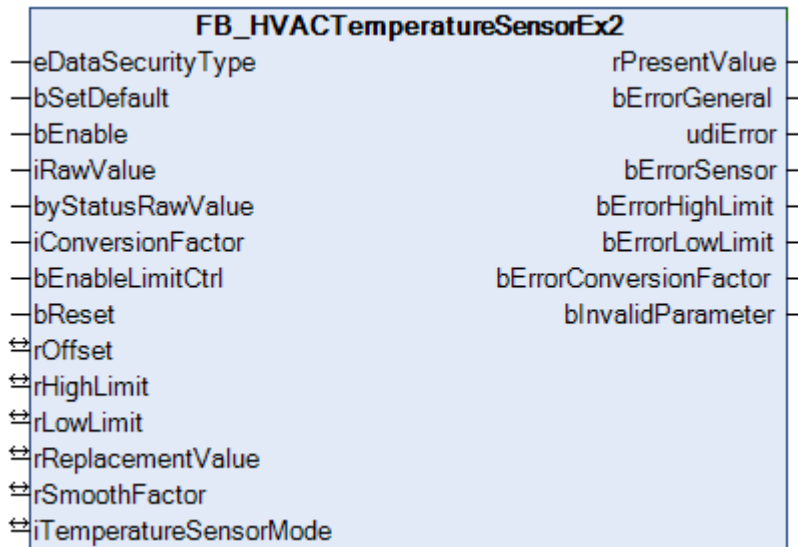 FB_HVACTemperatureSensorEx2
eDataSecurityType rPresentValue
bSetDefault bErrorGeneral
bEnable udiError
iRawValue bErrorSensor
byStatusRawValue bErrorHighLimit
iConversionFactor bErrorLowLimit
bEnableLimitCtrl bErrorConversionFactor
bReset bInvalidParameter
rOffset
rHighLimit
rLowLimit
rReplacementValue
rSmoothFactor
iTemperatureSensorMode